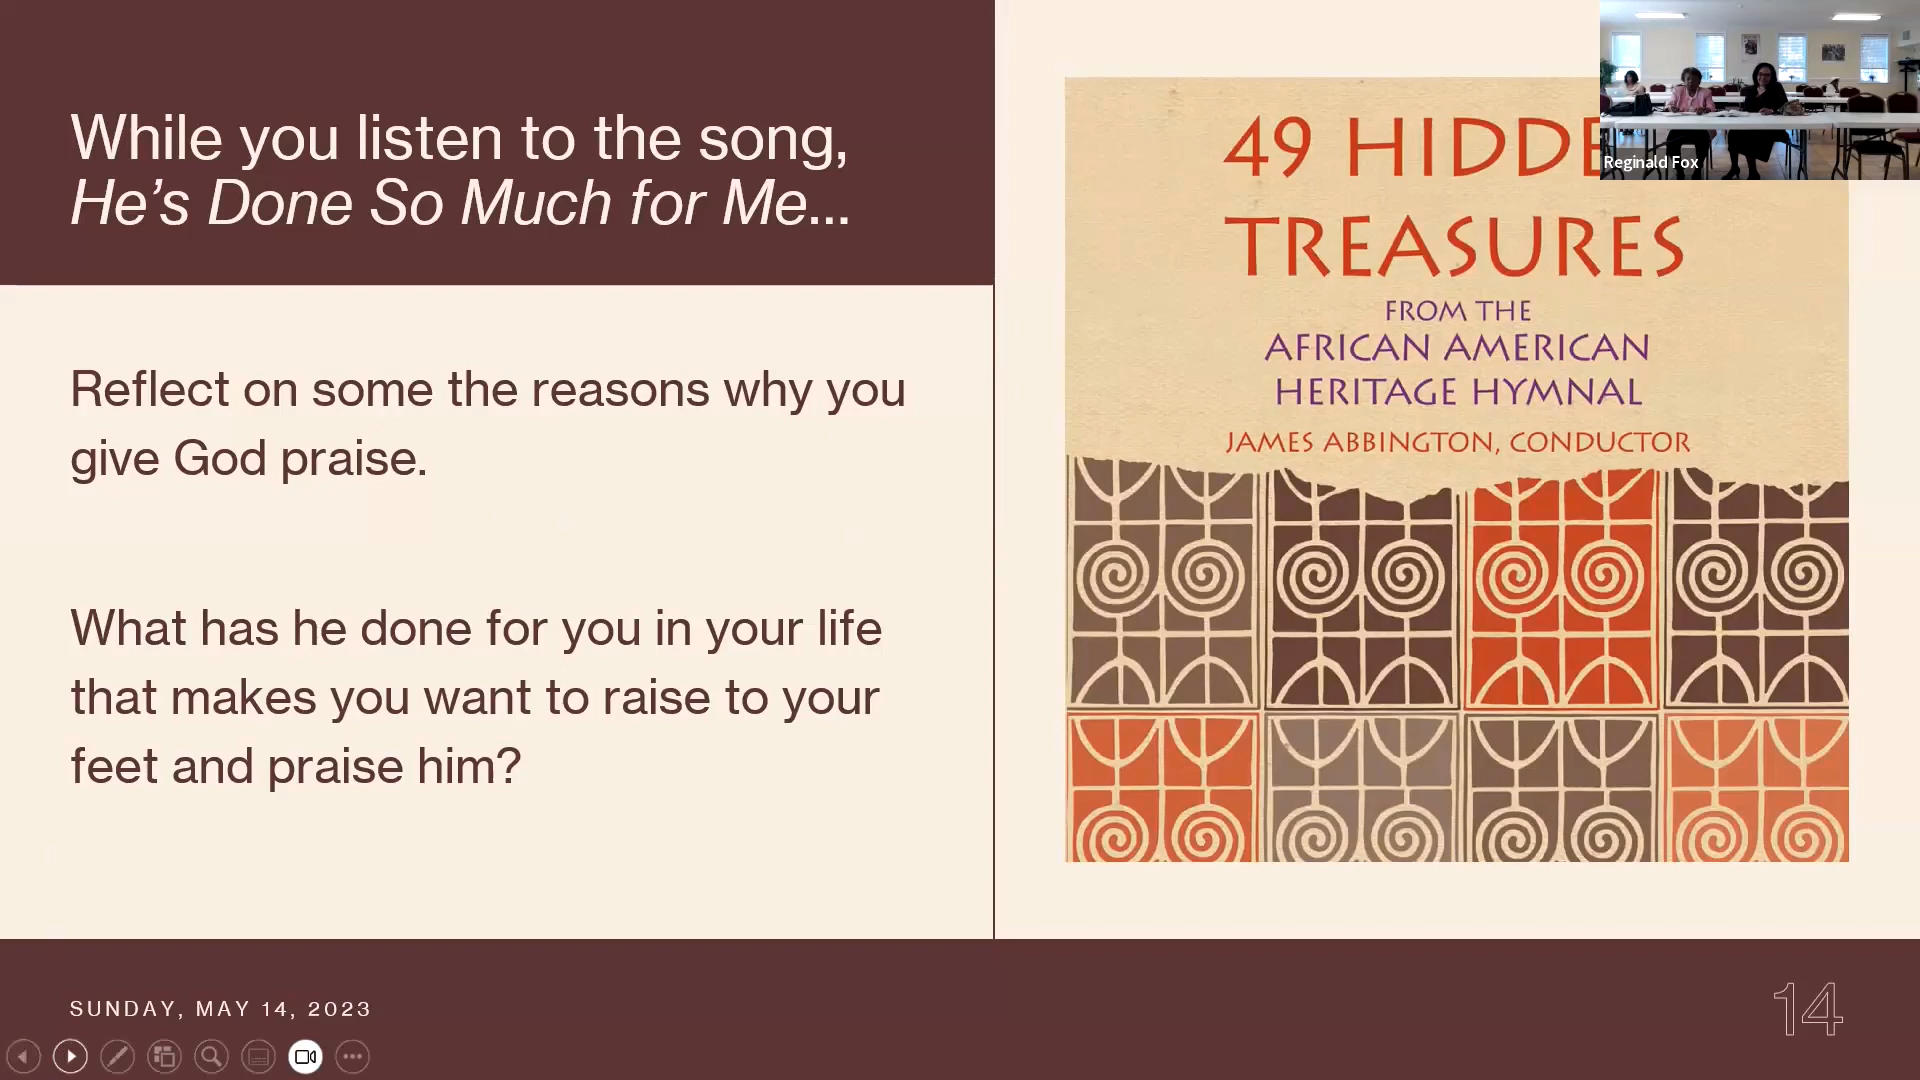 While you listen to the song,
He’s Done So Much for Me...
Reflect on some the reasons why you
give God praise.
What has he done for you in your life
that makes you want to raise to your
feet and praise him?
49 HIDDE
TREASURES
FROM THE
AFRICAN AMERICAN
HERITAGE HYMNAL
JAMES ABBINGTON, CONDUCTOR
Reginald Fox
SUNDAY, MAY 14, 2023
14